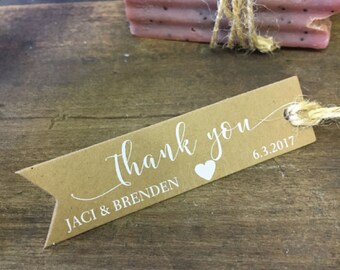 thank you
JACI & BRENDEN 6.3.2017